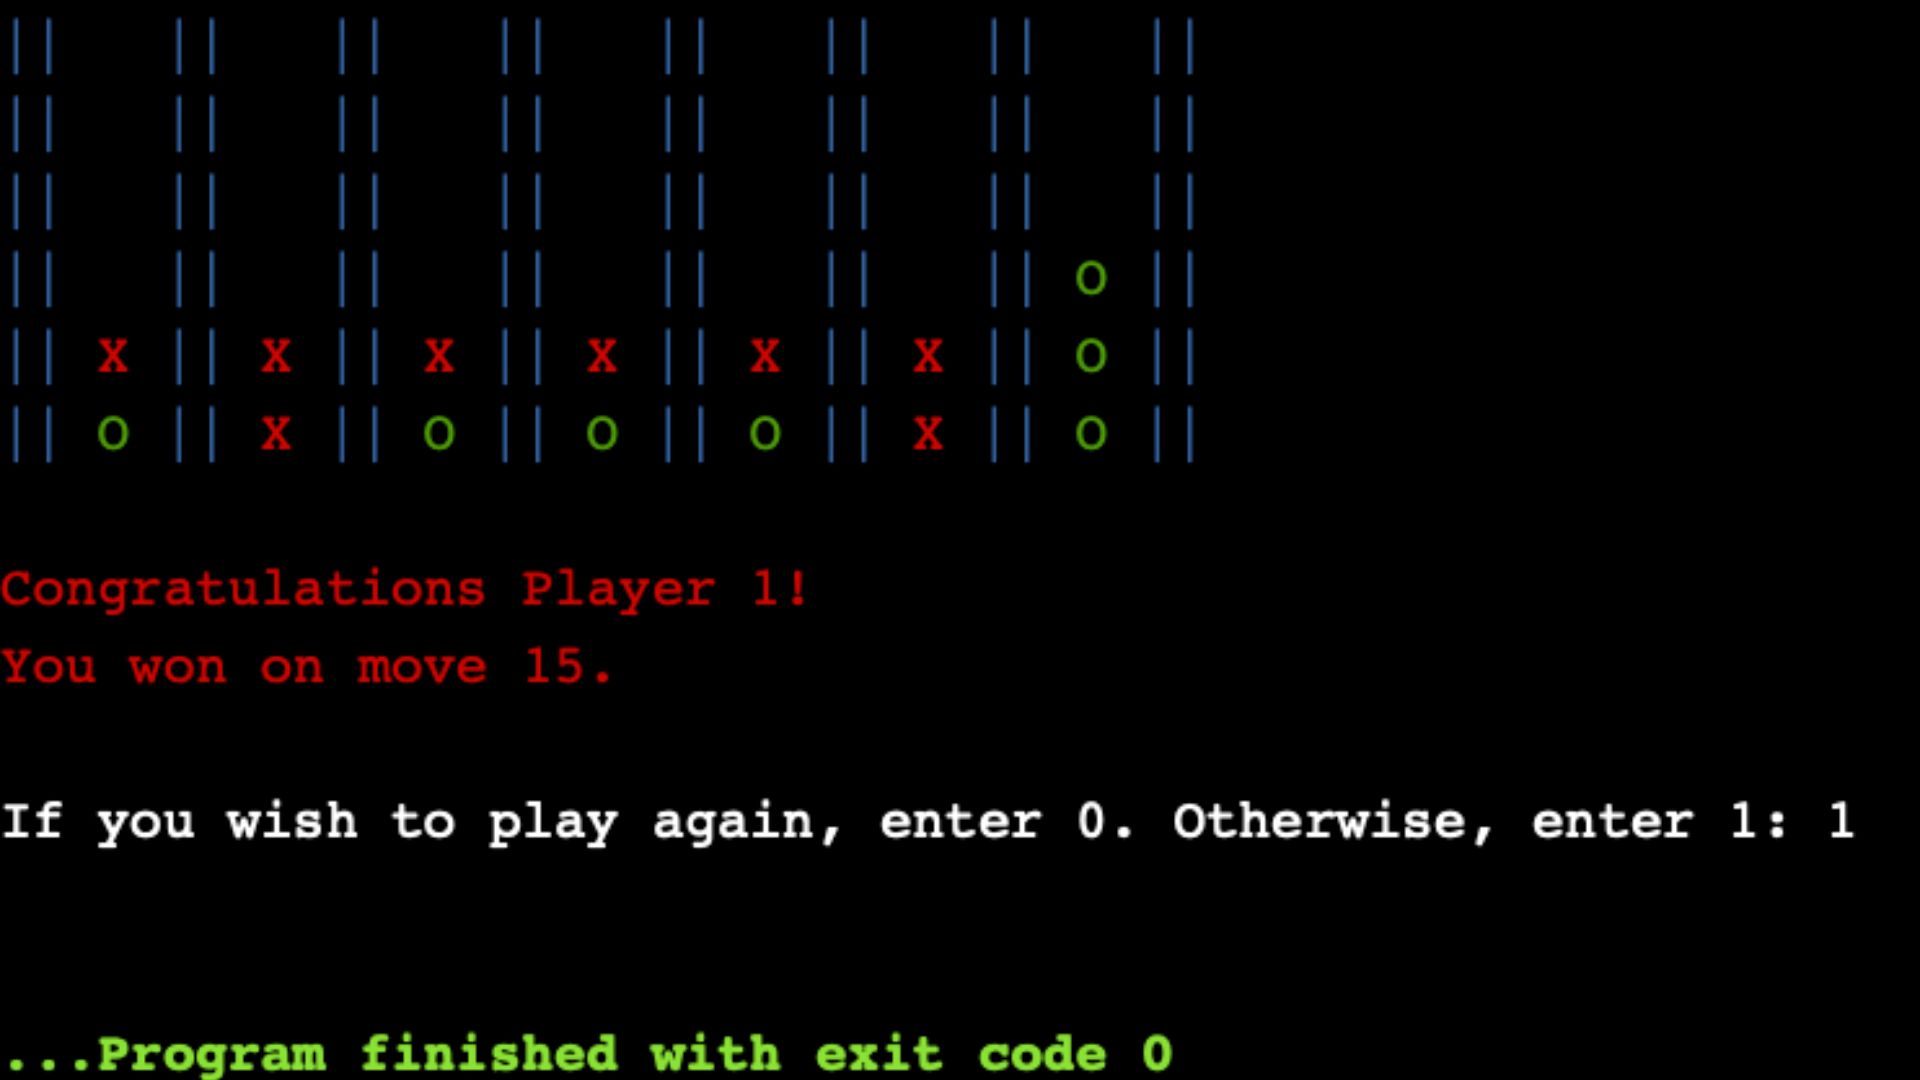 || || || || || || || ||
|| || || || || || || ||
|| || || || || || || ||
|| || || || || || || o ||
|| x || x || x || x || x || x || o ||
|| o || x || o || o || o || x || o ||
Congratulations Player 1!
You won on move 15.
If you wish to play again, enter 0. Otherwise, enter 1: 1
...Program finished with exit code 0